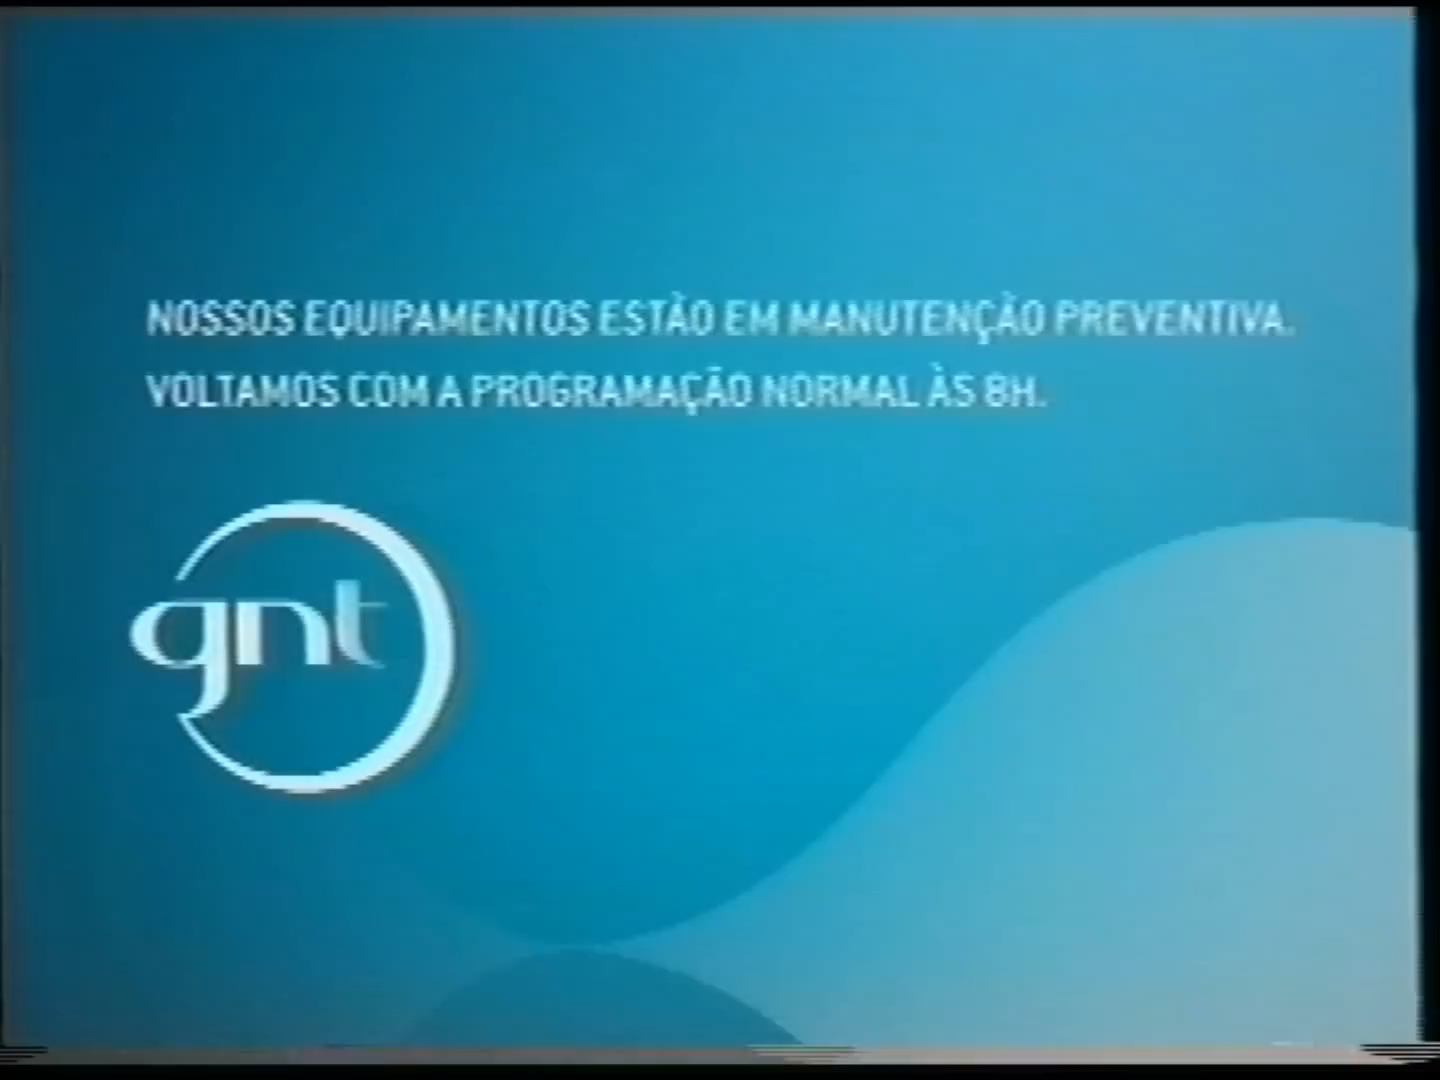 NOSSOS EQUIPAMENTOS ESTÃO EM MANUTENÇÃO PREVENTIVA.
VOLTAMOS COM A PROGRAMAÇÃO NORMAL ÀS 8H.
gnt